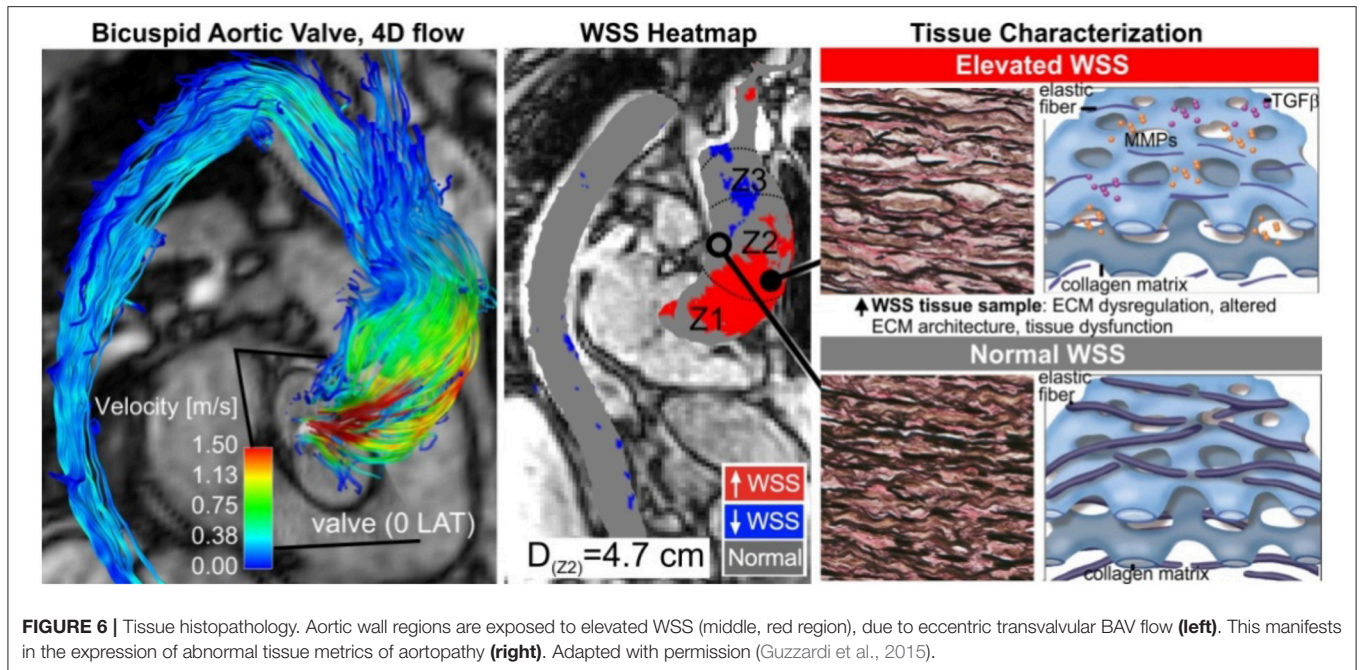 Bicuspid Aortic Valve, 4D flow
Velocity [m/s]
1.50
1.13
0.75
0.38
0.00
valve (0 LAT)
WSS Heatmap
Z3
Z2
Z1
↑ WSS
↓ WSS
Normal
D(Z2)=4.7 cm
Tissue Characterization
Elevated WSS
elastic
fiber
TGFβ
MMPs
collagen matrix
↑ WSS tissue sample: ECM dysregulation, altered
ECM architecture, tissue dysfunction
Normal WSS
elastic
fiber
collagen matrix
FIGURE 6 | Tissue histopathology. Aortic wall regions are exposed to elevated WSS (middle, red region), due to eccentric transvalvular BAV flow (left). This manifests
in the expression of abnormal tissue metrics of aortopathy (right). Adapted with permission (Guzzardi et al., 2015).